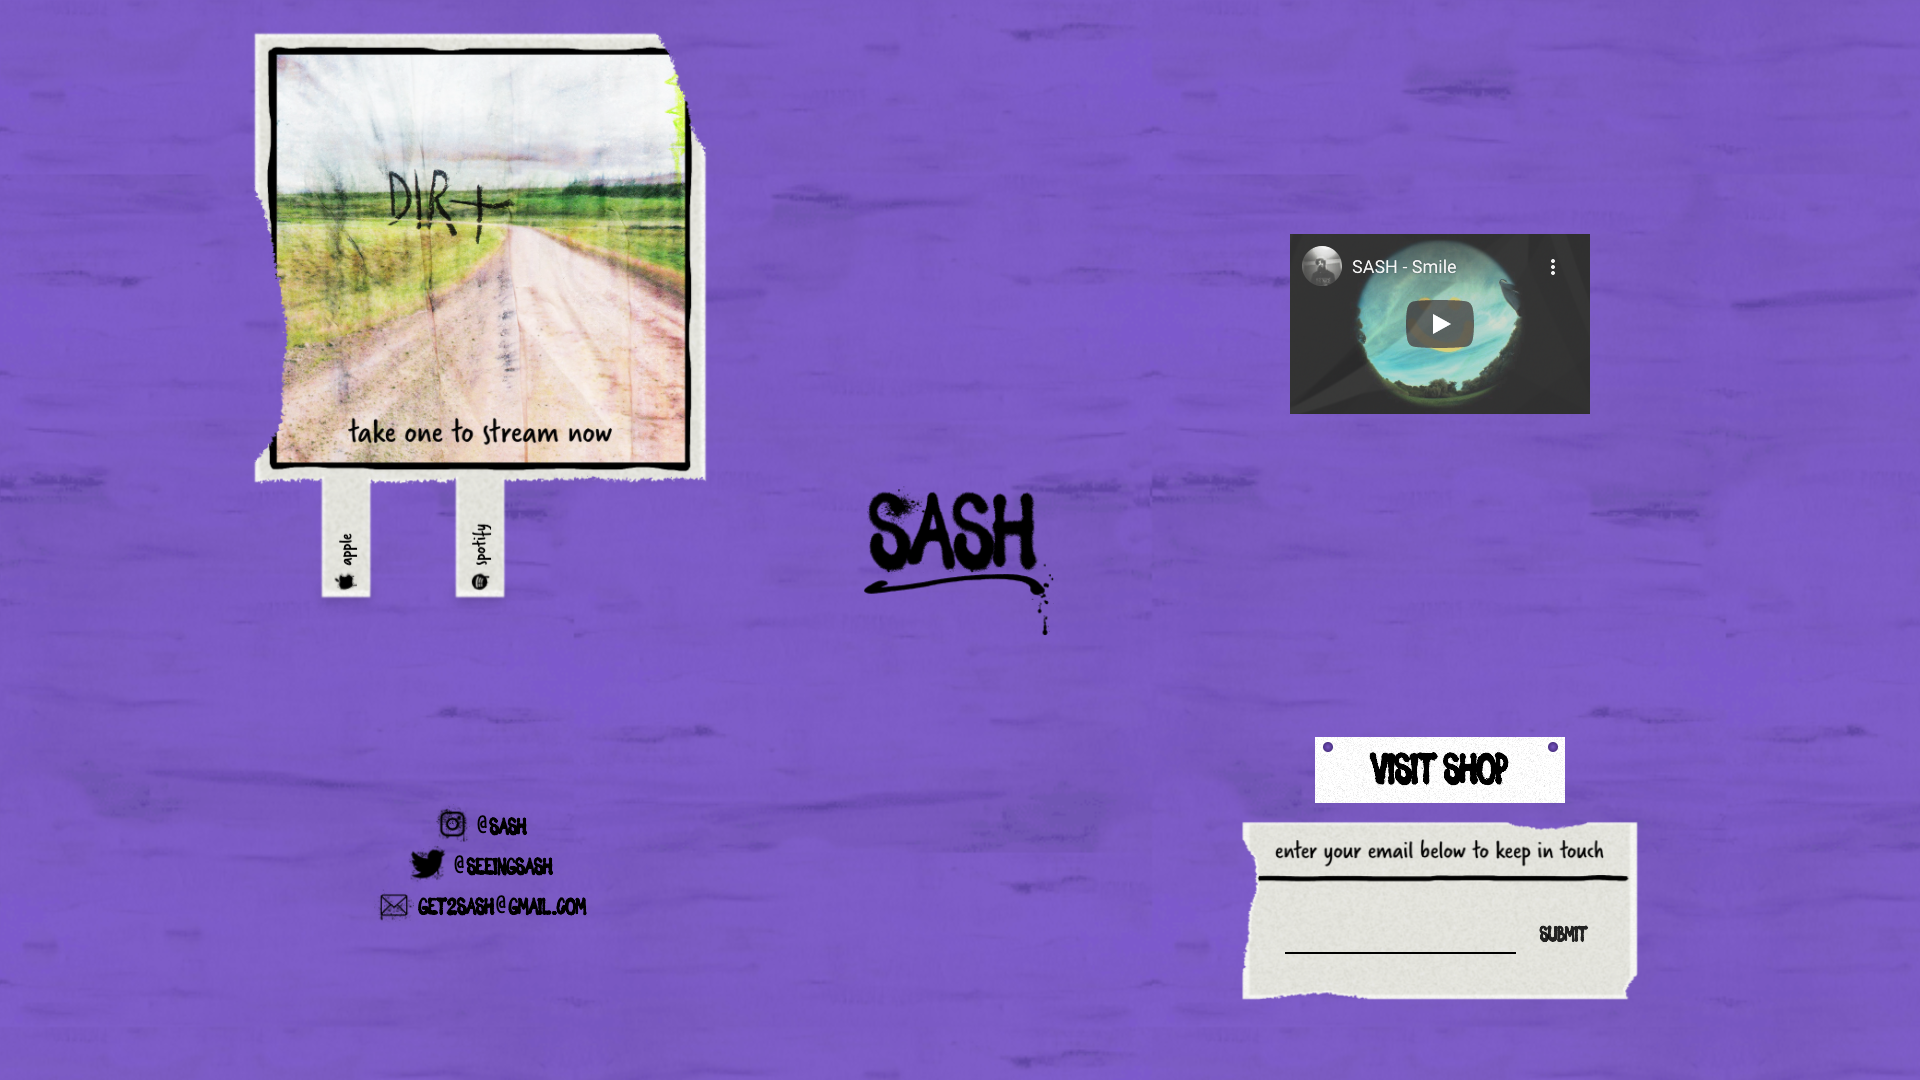 DIRt
take one to stream now
apple
spotify
SASH - Smile
SASH
@SASH
@SEEINGSASH
GET2SASH@GMAIL.COM
VISIT SHOP
enter your email below to keep in touch
SUBMIT